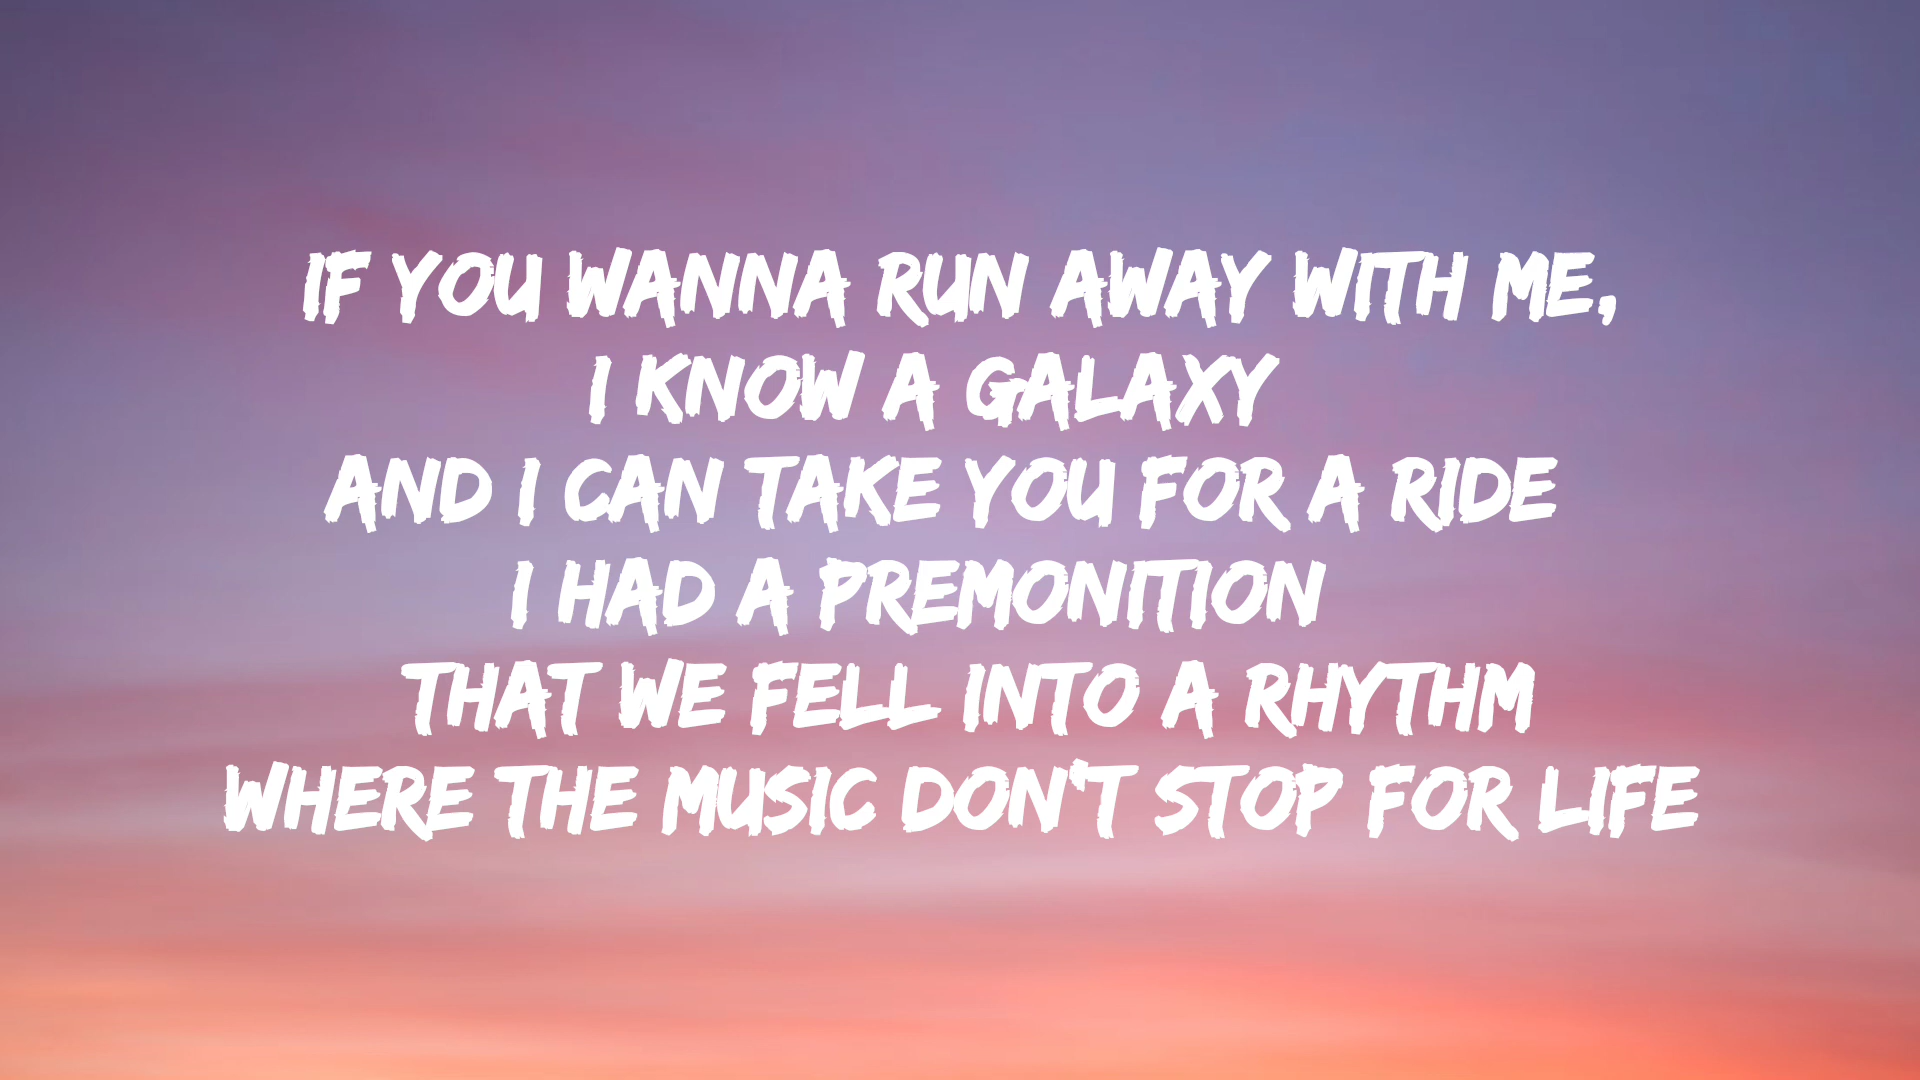 IF YOU WANNA RUN AWAY WITH ME,
I KNOW A GALAXY
AND I CAN TAKE YOU FOR A RIDE
I HAD A PREMONITION
THAT WE FELL INTO A RHYTHM
WHERE THE MUSIC DON'T STOP FOR LIFE